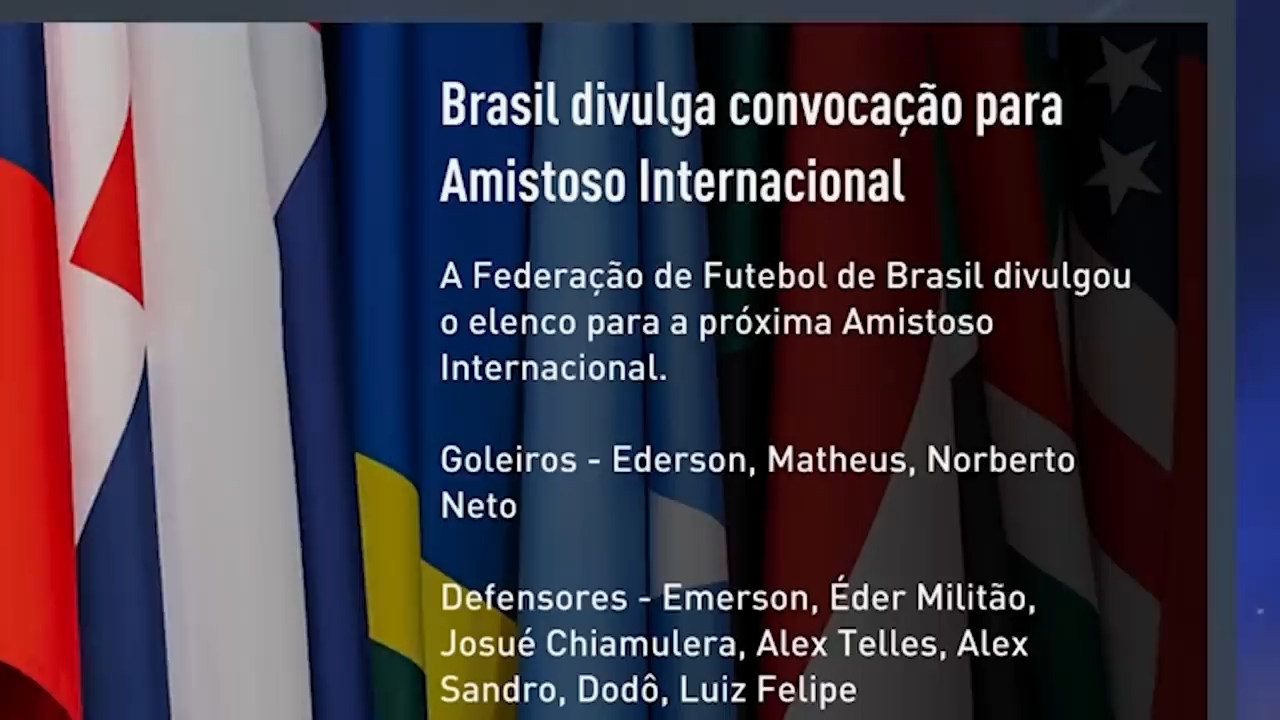 Brasil divulga convocação para
Amistoso Internacional
A Federação de Futebol de Brasil divulgou
o elenco para a próxima Amistoso
Internacional.
Goleiros - Ederson, Matheus, Norberto
Neto
Defensores - Emerson, Éder Militão,
Josué Chiamulera, Alex Telles, Alex
Sandro, Dodô, Luiz Felipe